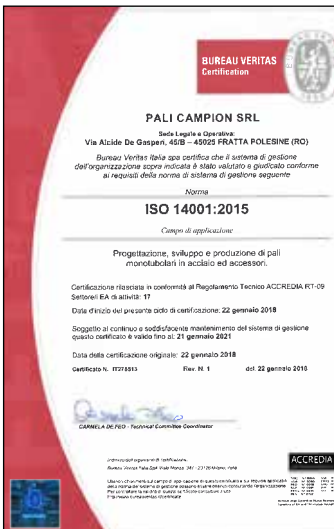 BUREAU VERITAS
Certification
PALI CAMPION SRL
Sede Legale e Operativa:
Via Alcide De Gasperi, 45/B – 45025 FRATTA POLESINE (RO)
Bureau Veritas Italia spa certifica che il sistema di gestione
dell'organizzazione sopra indicata è stato valutato e giudicato conforme
ai requisiti della norma di sistema di gestione seguente
Norma
ISO 14001:2015
Campo di applicazione
Progettazione, sviluppo e produzione di pali
monotubolari in acciaio ed accessori.
Certificazione rilasciata in conformità al Regolamento Tecnico ACCREDIA RT-09
Settore/i EA di attività: 17
Data d'inizio del presente ciclo di certificazione: 22 gennaio 2018
Soggetto al continuo e soddisfacente mantenimento del sistema di gestione
questo certificato è valido fino al: 21 gennaio 2021
Data della certificazione originale: 22 gennaio 2018
Certificato N. IT278513 Rev. N. 1 del: 22 gennaio 2018
CARMELA DE FEO - Technical Committee Coordinator
ACCREDIA